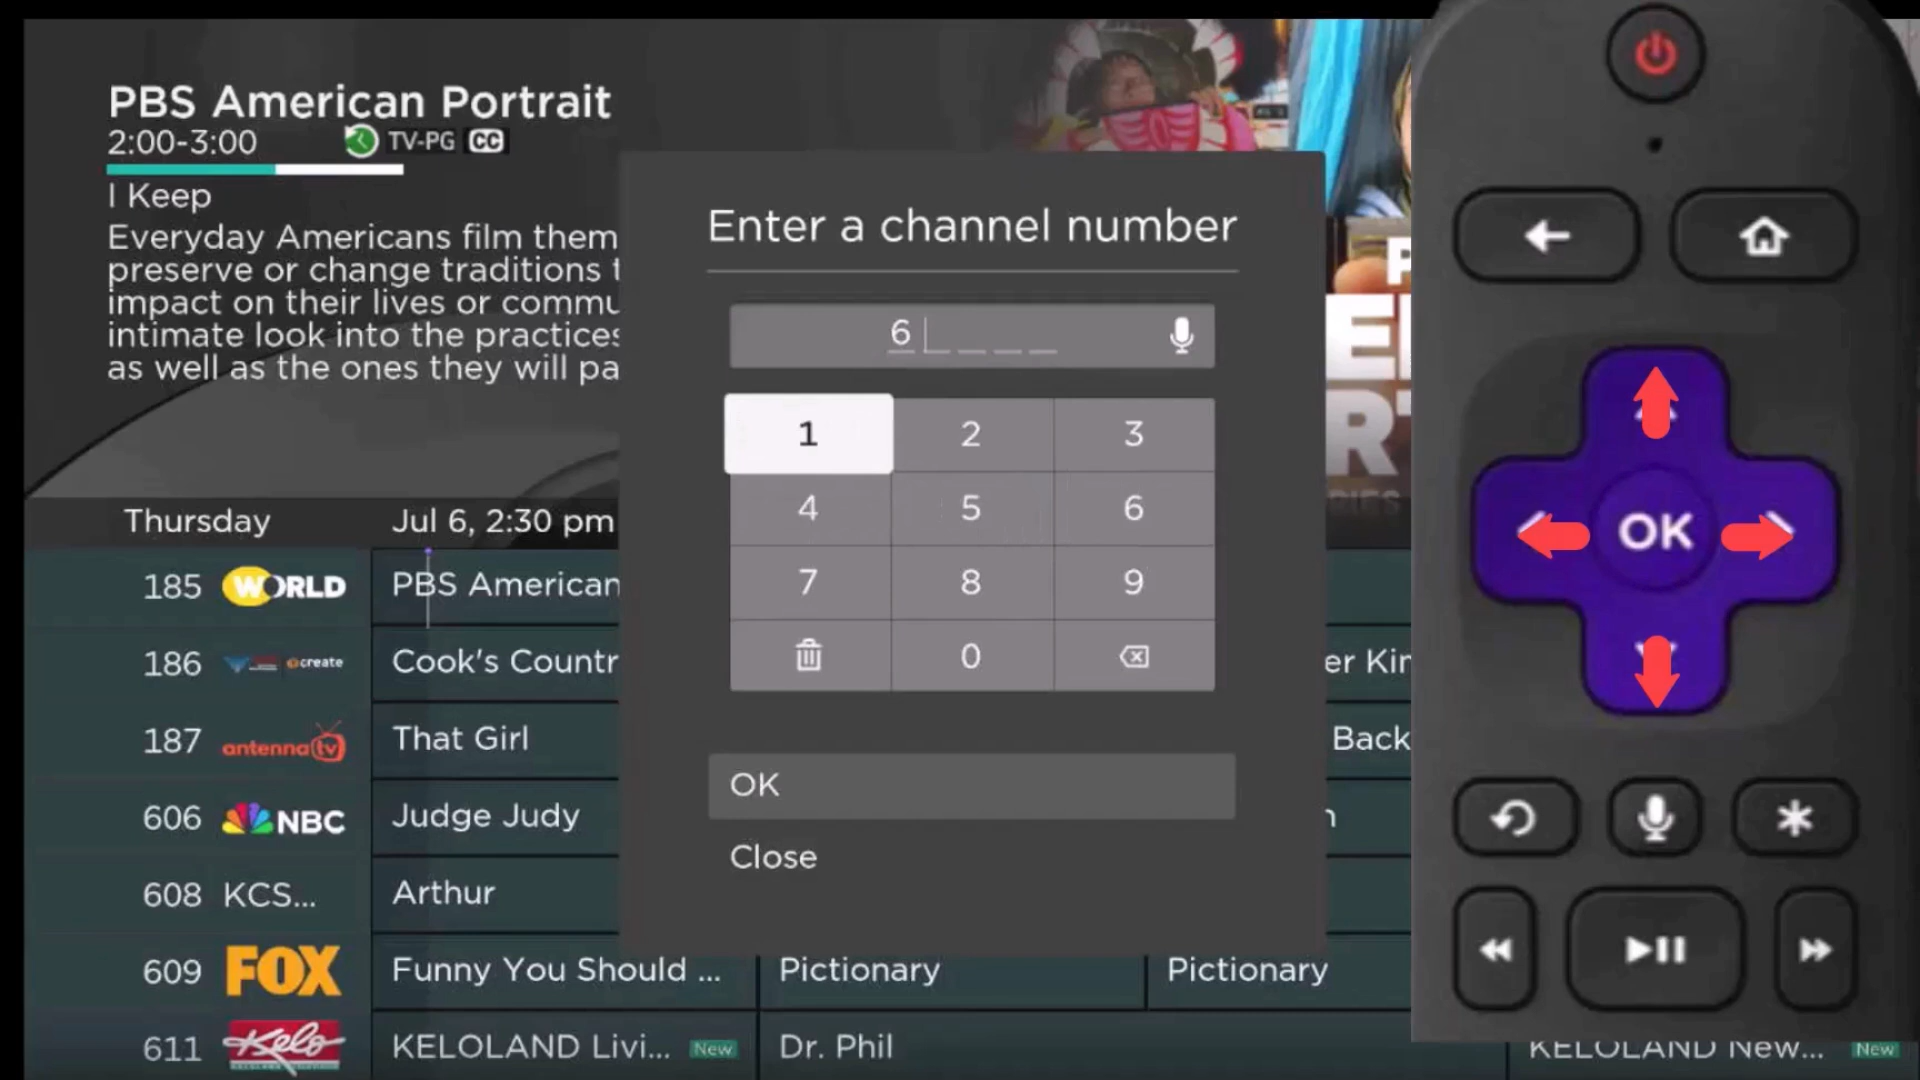 PBS American Portrait
2:00-3:00 TV-PG CC
I Keep
Everyday Americans film them
preserve or change traditions t
impact on their lives or commu
intimate look into the practices
as well as the ones they will pa
Enter a channel number
6
1 2 3
4 5 6
7 8 9
0
OK
Close
Thursday Jul 6, 2:30 pm
185 WORLD PBS American
186 create Cook's Countr er Kin
187 antenna tv That Girl Back
606 NBC Judge Judy n
608 KCS... Arthur
609 FOX Funny You Should ... Pictionary Pictionary
611 Kelo KELOLAND Livi... New Dr. Phil KELOLAND New... New
OK